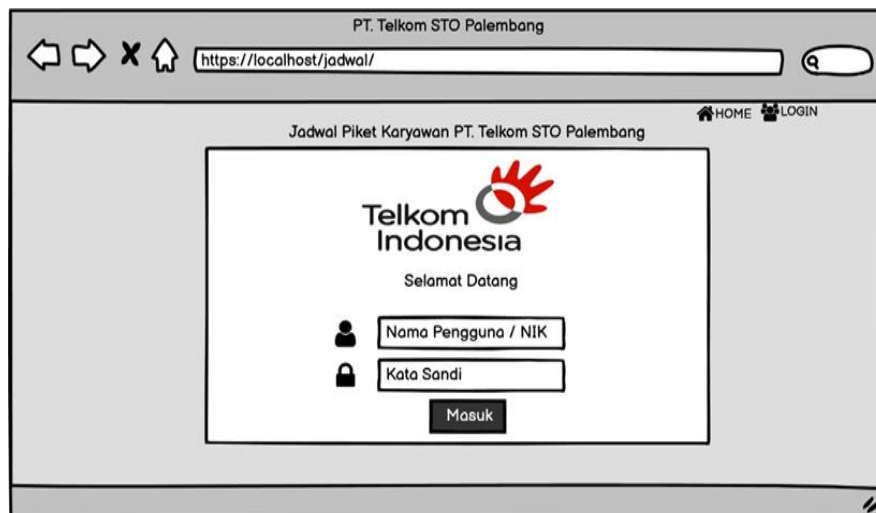 PT. Telkom STO Palembang
https://localhost/jadwal/
HOME LOGIN
Jadwal Piket Karyawan PT. Telkom STO Palembang
Telkom
Indonesia
Selamat Datang
Nama Pengguna / NIK
Kata Sandi
Masuk